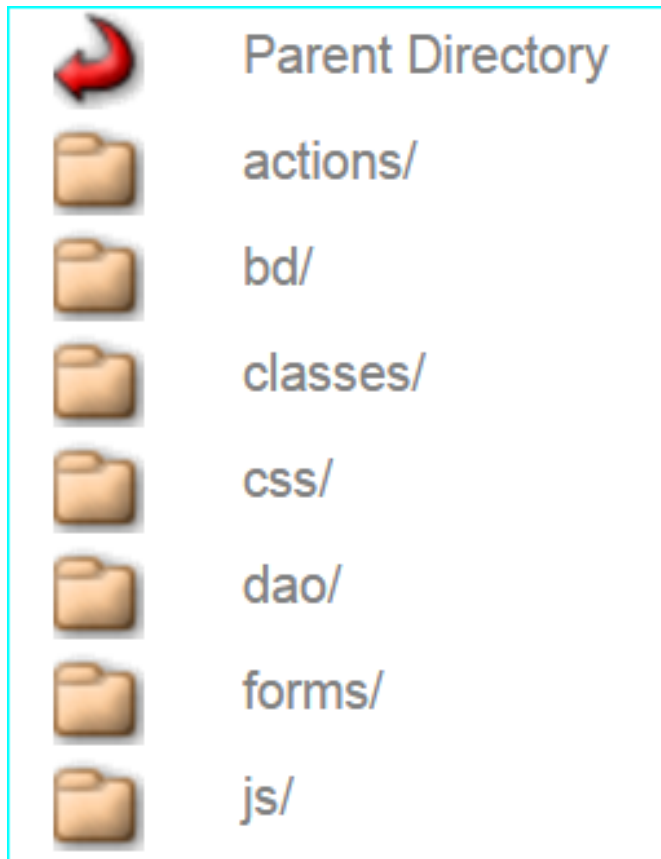 Parent Directory
actions/
bd/
classes/
css/
dao/
forms/
js/